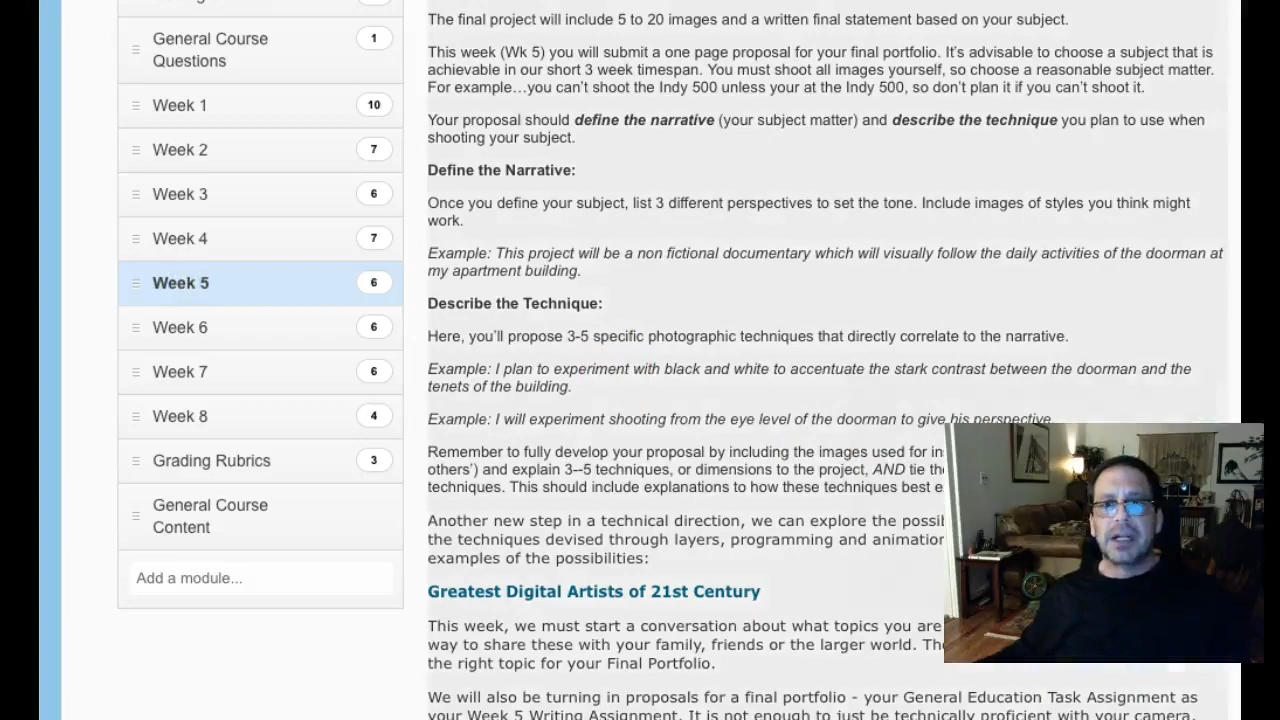 General Course
Questions
1
Week 1
10
Week 2
7
Week 3
6
Week 4
7
Week 5
6
Week 6
6
Week 7
6
Week 8
4
Grading Rubrics
3
General Course
Content
Add a module...
The final project will include 5 to 20 images and a written final statement based on your subject.
This week (Wk 5) you will submit a one page proposal for your final portfolio. It's advisable to choose a subject that is
achievable in our short 3 week timespan. You must shoot all images yourself, so choose a reasonable subject matter.
For example…you can't shoot the Indy 500 unless your at the Indy 500, so don't plan it if you can't shoot it.
Your proposal should define the narrative (your subject matter) and describe the technique you plan to use when
shooting your subject.
Define the Narrative:
Once you define your subject, list 3 different perspectives to set the tone. Include images of styles you think might
work.
Example: This project will be a non fictional documentary which will visually follow the daily activities of the doorman at
my apartment building.
Describe the Technique:
Here, you'll propose 3-5 specific photographic techniques that directly correlate to the narrative.
Example: I plan to experiment with black and white to accentuate the stark contrast between the doorman and the
tenets of the building.
Example: I will experiment shooting from the eye level of the doorman to give his perspective.
Remember to fully develop your proposal by including the images used for
others') and explain 3--5 techniques, or dimensions to the project, AND tie
techniques. This should include explanations to how these techniques best
Another new step in a technical direction, we can explore the
the techniques devised through layers, programming and
examples of the possibilities:
Greatest Digital Artists of 21st Century
This week, we must start a conversation about what topics you are
way to share these with your family, friends or the larger world.
the right topic for your Final Portfolio.
We will also be turning in proposals for a final portfolio - your General Education Task Assignment as
your Week 5 Writing Assignment. It is not enough to just be technically proficient with your camera.